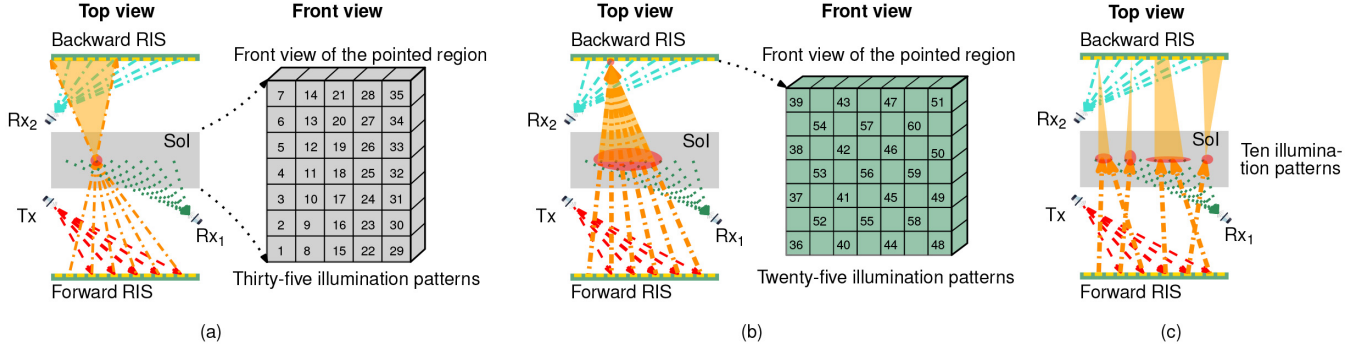 Top view
Front view
Backward RIS
Front view of the pointed region
Rx2
SoI
Tx
Rx1
Forward RIS
7 14 21 28 35
6 13 20 27 34
5 12 19 26 33
4 11 18 25 32
3 10 17 24 31
2 9 16 23 30
1 8 15 22 29
Thirty-five illumination patterns
(a)
Top view
Front view
Backward RIS
Front view of the pointed region
Rx2
SoI
Tx
Rx1
Forward RIS
39 43 47 51
54 57 60
38 42 46 50
53 56 59
37 41 45 49
52 55 58
36 40 44 48
Twenty-five illumination patterns
(b)
Top view
Backward RIS
Rx2
SoI
Ten illumina-
tion patterns
Tx
Rx1
Forward RIS
(c)